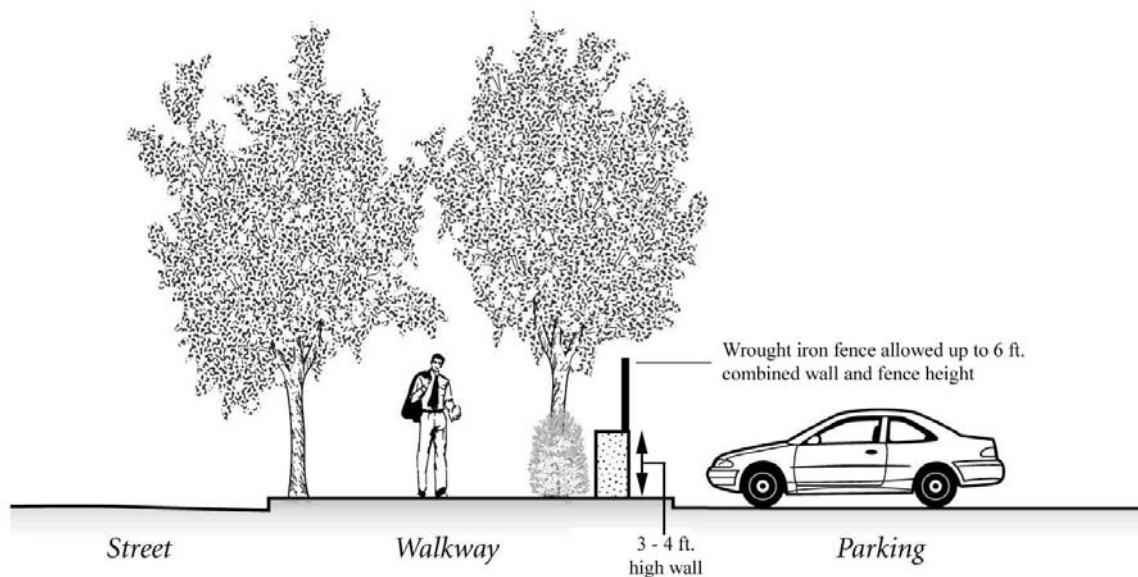 Wrought iron fence allowed up to 6 ft.
combined wall and fence height
Street
Walkway
3 - 4 ft.
high wall
Parking